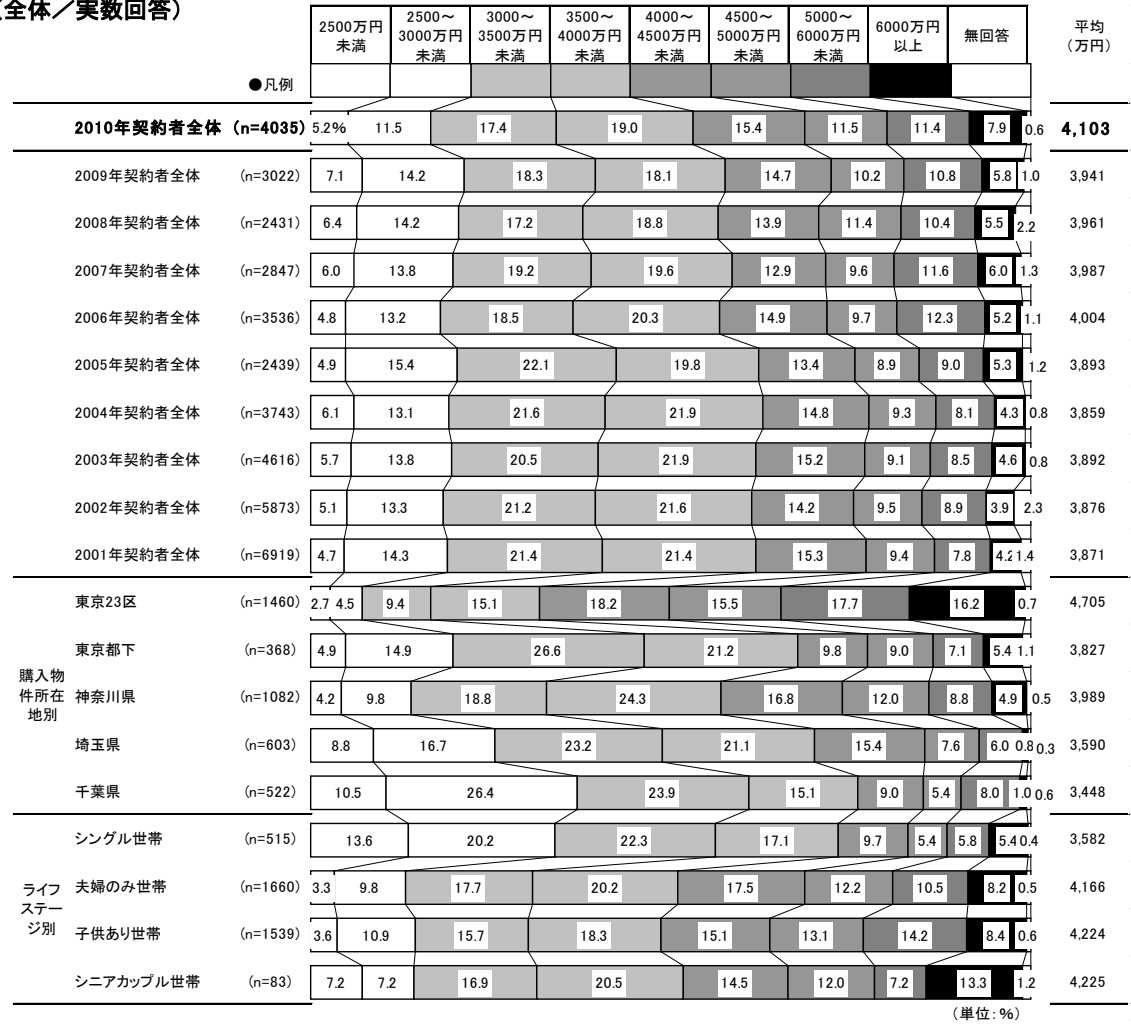 （全体／実数回答）
2500万円未満 2500～3000万円未満 3000～3500万円未満 3500～4000万円未満 4000～4500万円未満 4500～5000万円未満 5000～6000万円未満 6000万円以上 無回答 平均（万円）
●凡例
2010年契約者全体 (n=4035) 5.2% 11.5 17.4 19.0 15.4 11.5 11.4 7.9 0.6 4,103
2009年契約者全体 (n=3022) 7.1 14.2 18.3 18.1 14.7 10.2 10.8 5.8 1.0 3,941
2008年契約者全体 (n=2431) 6.4 14.2 17.2 18.8 13.9 11.4 10.4 5.5 2.2 3,961
2007年契約者全体 (n=2847) 6.0 13.8 19.2 19.6 12.9 9.6 11.6 6.0 1.3 3,987
2006年契約者全体 (n=3536) 4.8 13.2 18.5 20.3 14.9 9.7 12.3 5.2 1.1 4,004
2005年契約者全体 (n=2439) 4.9 15.4 22.1 19.8 13.4 8.9 9.0 5.3 1.2 3,893
2004年契約者全体 (n=3743) 6.1 13.1 21.6 21.9 14.8 9.3 8.1 4.3 0.8 3,859
2003年契約者全体 (n=4616) 5.7 13.8 20.5 21.9 15.2 9.1 8.5 4.6 0.8 3,892
2002年契約者全体 (n=5873) 5.1 13.3 21.2 21.6 14.2 9.5 8.9 3.9 2.3 3,876
2001年契約者全体 (n=6919) 4.7 14.3 21.4 21.4 15.3 9.4 7.8 4.2 1.4 3,871
購入物件所在地別
東京23区 (n=1460) 2.7 4.5 9.4 15.1 18.2 15.5 17.7 16.2 0.7 4,705
東京都下 (n=368) 4.9 14.9 26.6 21.2 9.8 9.0 7.1 5.4 1.1 3,827
神奈川県 (n=1082) 4.2 9.8 18.8 24.3 16.8 12.0 8.8 4.9 0.5 3,989
埼玉県 (n=603) 8.8 16.7 23.2 21.1 15.4 7.6 6.0 0.8 0.3 3,590
千葉県 (n=522) 10.5 26.4 23.9 15.1 9.0 5.4 8.0 1.0 0.6 3,448
ライフステージ別
シングル世帯 (n=515) 13.6 20.2 22.3 17.1 9.7 5.4 5.8 5.4 0.4 3,582
夫婦のみ世帯 (n=1660) 3.3 9.8 17.7 20.2 17.5 12.2 10.5 8.2 0.5 4,166
子供あり世帯 (n=1539) 3.6 10.9 15.7 18.3 15.1 13.1 14.2 8.4 0.6 4,224
シニアカップル世帯 (n=83) 7.2 7.2 16.9 20.5 14.5 12.0 7.2 13.3 1.2 4,225
（単位：％）